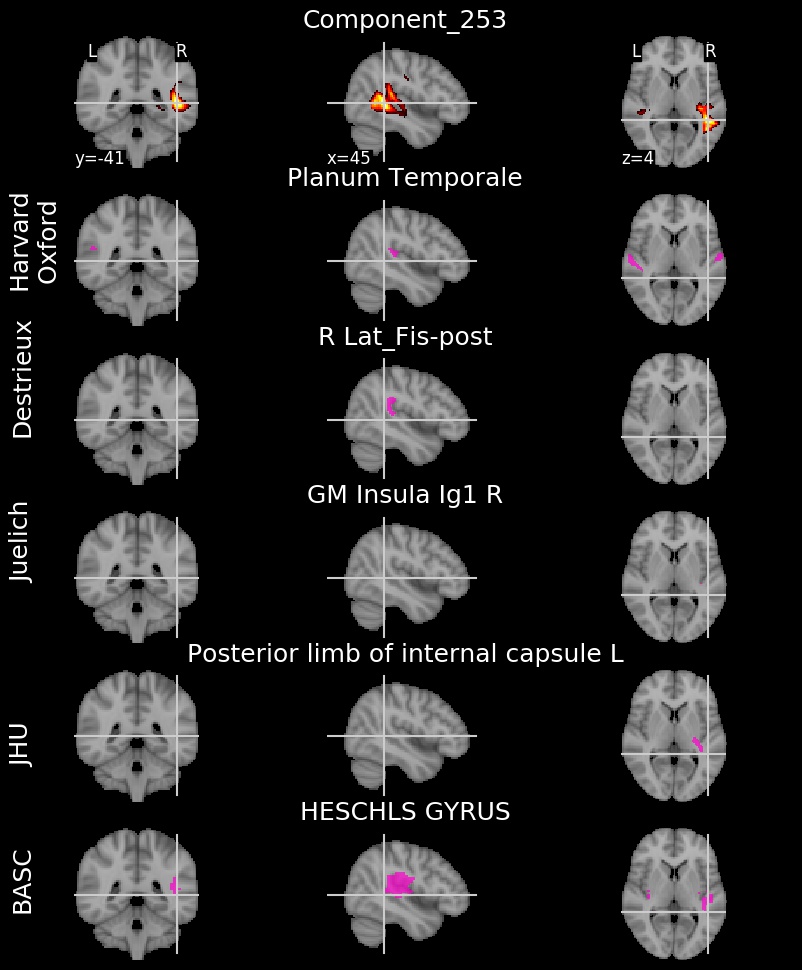 Component_253
L R L R
y=-41 x=45 z=4
Planum Temporale
Harvard
Oxford
R Lat_Fis-post
Destrieux
GM Insula Ig1 R
Juelich
Posterior limb of internal capsule L
JHU
HESCHLS GYRUS
BASC